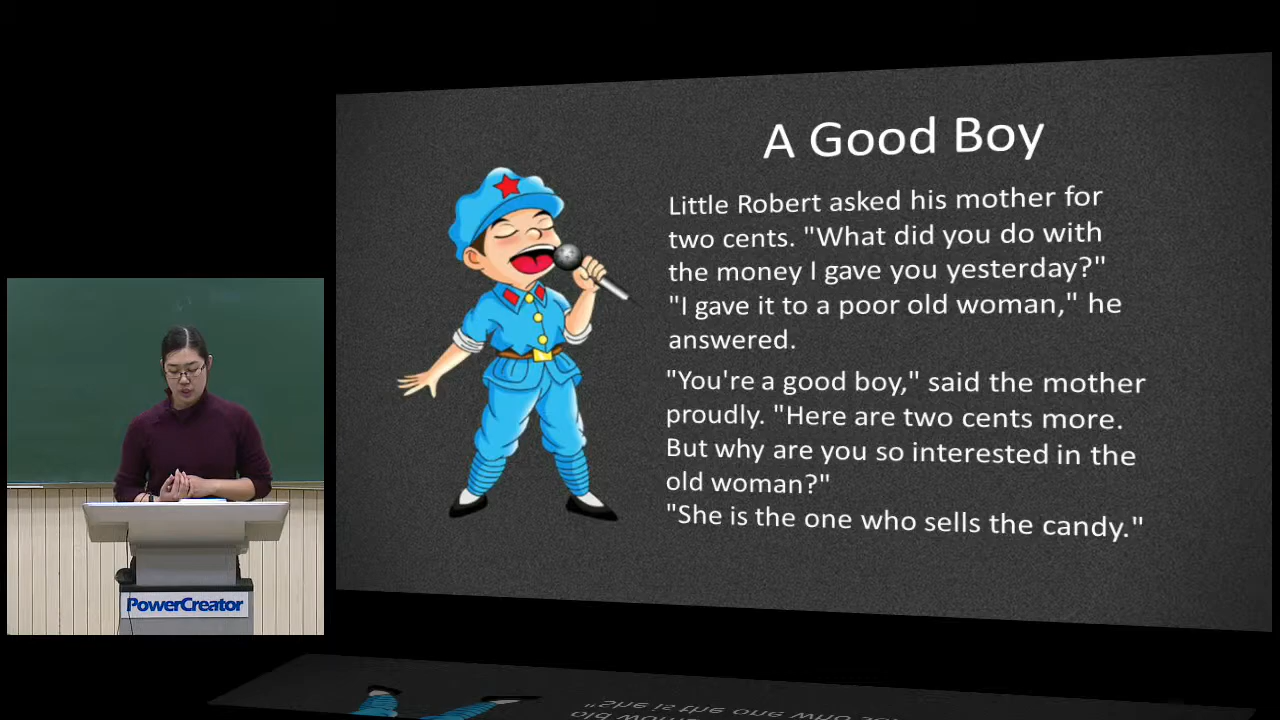 A Good Boy
Little Robert asked his mother for
two cents. "What did you do with
the money I gave you yesterday?"
"I gave it to a poor old woman," he
answered.
"You're a good boy," said the mother
proudly. "Here are two cents more.
But why are you so interested in the
old woman?"
"She is the one who sells the candy."
PowerCreator